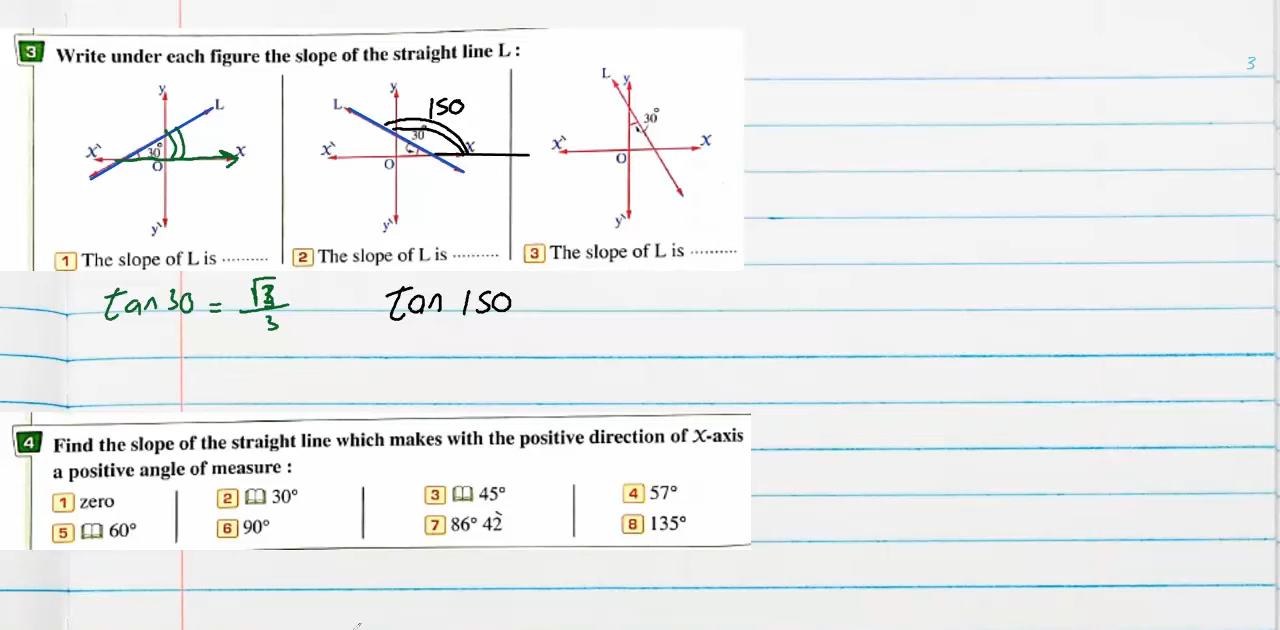 3
3 Write under each figure the slope of the straight line L :
y L 30° x` x O y`
L y 150 30° x` x O y`
L y 30° x` x O y`
1 The slope of L is ..........
2 The slope of L is ..........
3 The slope of L is ..........
tan 30 = √3/3
tan 150
4 Find the slope of the straight line which makes with the positive direction of X-axis
a positive angle of measure :
1 zero 2 30° 3 45° 4 57°
5 60° 6 90° 7 86° 42` 8 135°